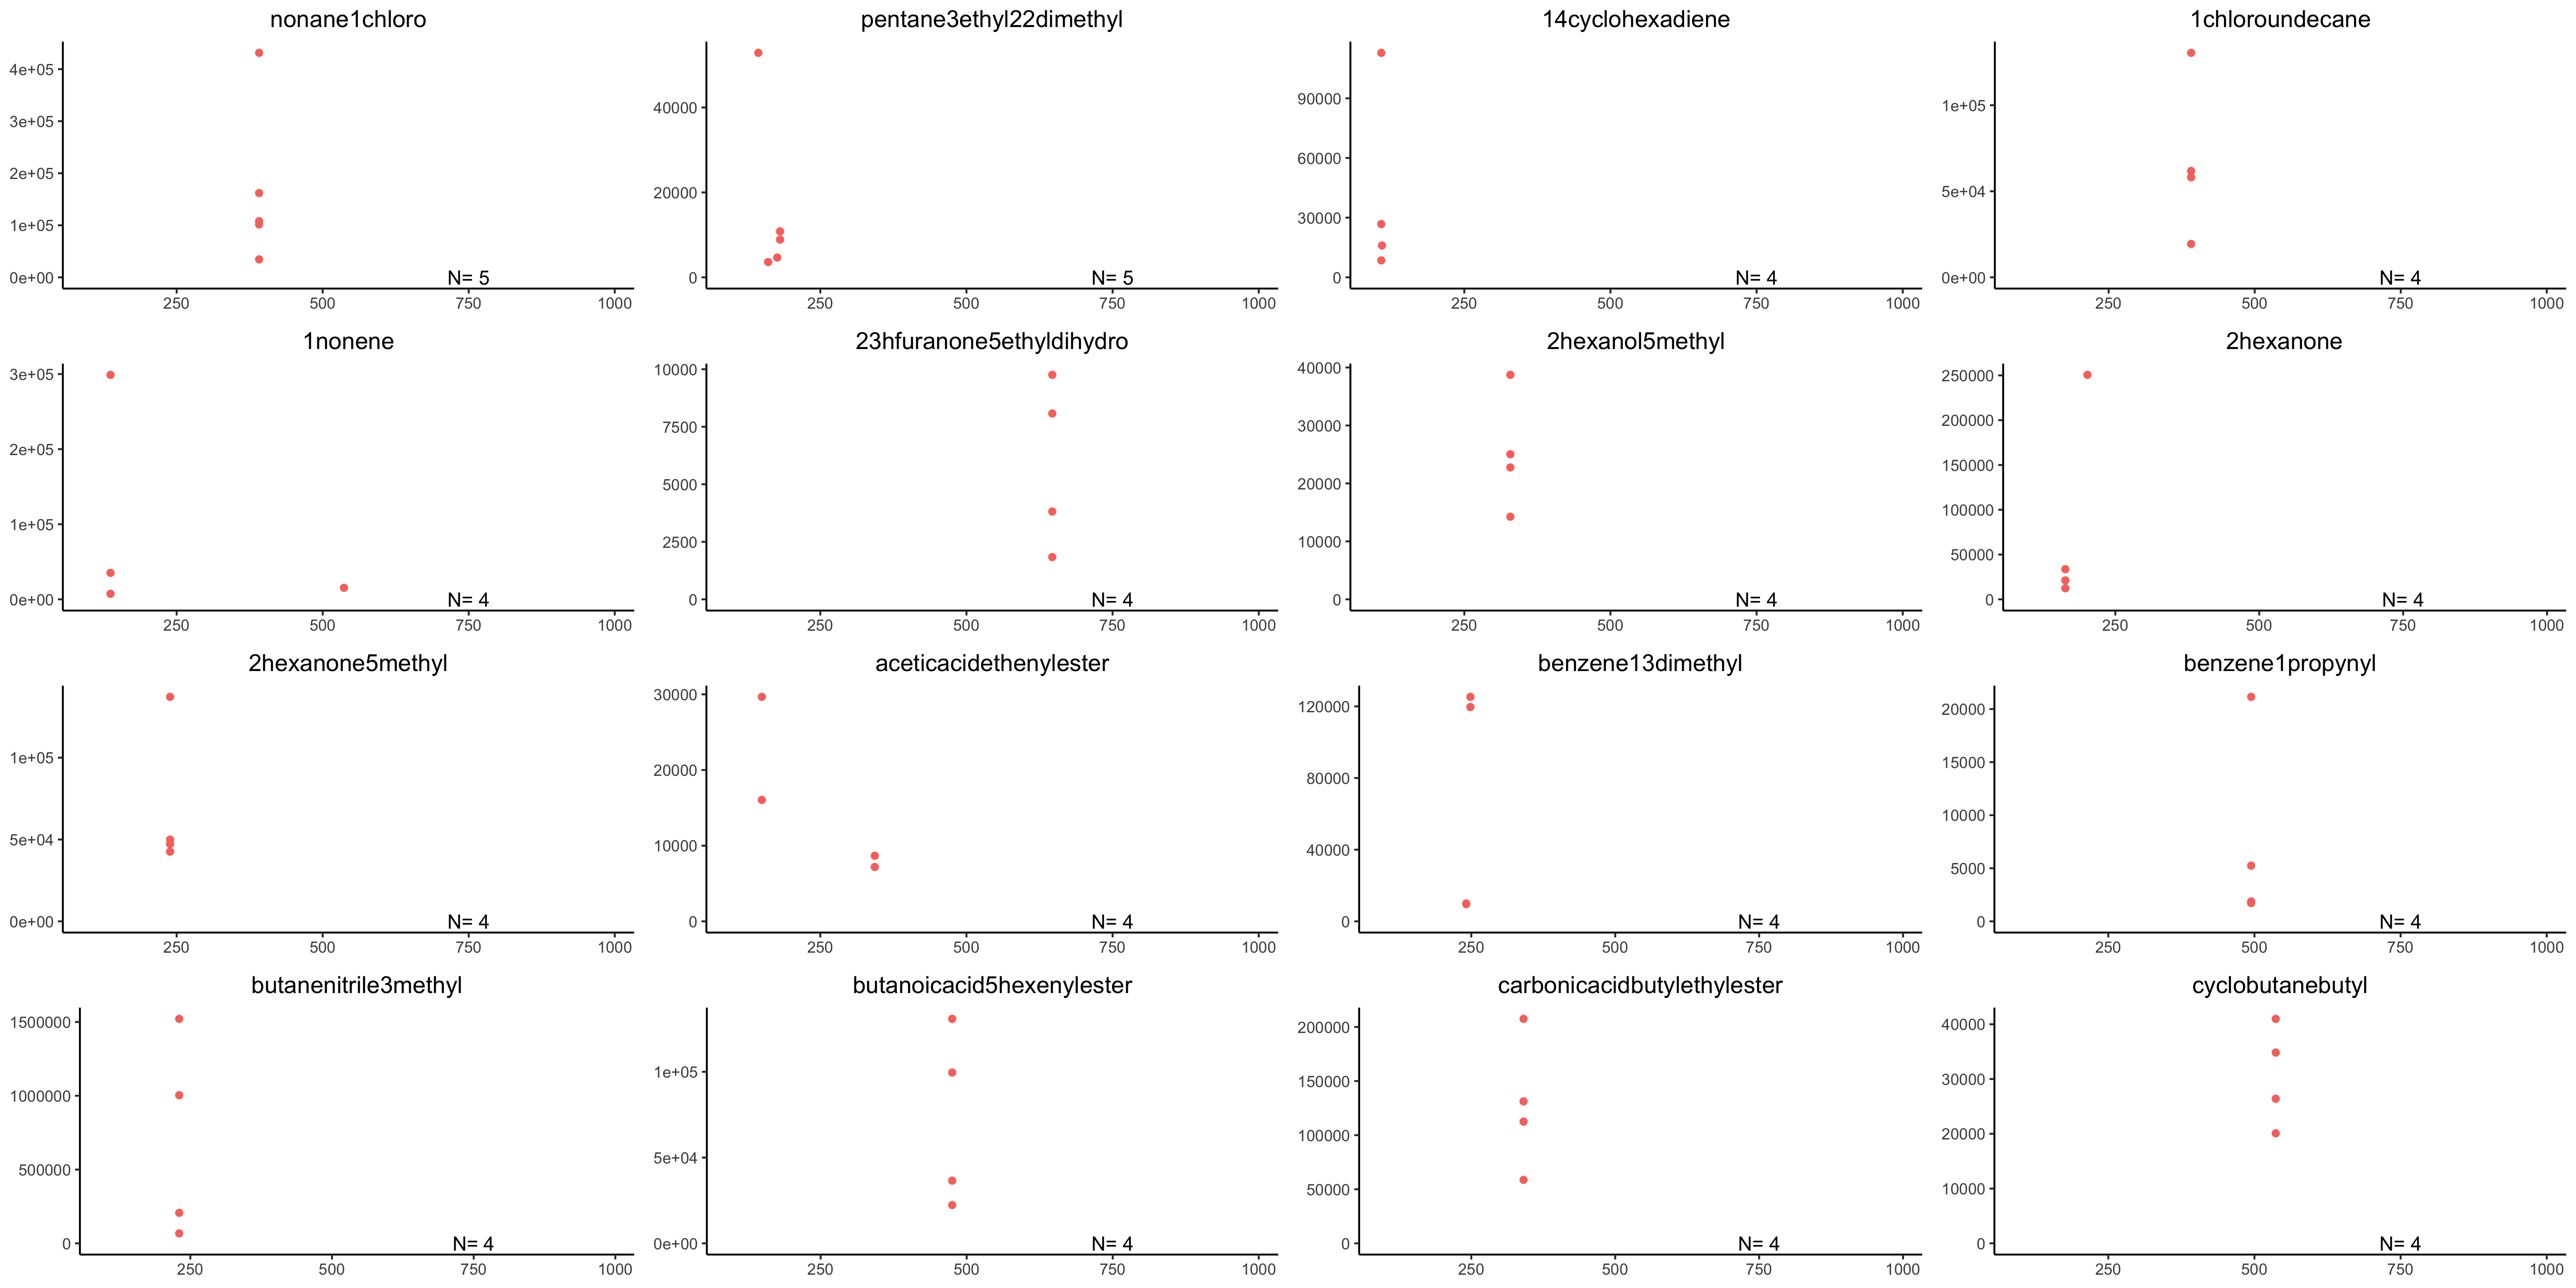 nonane1chloro
4e+05
3e+05
2e+05
1e+05
0e+00
N= 5
250 500 750 1000
pentane3ethyl22dimethyl
40000
20000
0
N= 5
250 500 750 1000
14cyclohexadiene
90000
60000
30000
0
N= 4
250 500 750 1000
1chloroundecane
1e+05
5e+04
0e+00
N= 4
250 500 750 1000
1nonene
3e+05
2e+05
1e+05
0e+00
N= 4
250 500 750 1000
23hfuranone5ethyldihydro
10000
7500
5000
2500
0
N= 4
250 500 750 1000
2hexanol5methyl
40000
30000
20000
10000
0
N= 4
250 500 750 1000
2hexanone
250000
200000
150000
100000
50000
0
N= 4
250 500 750 1000
2hexanone5methyl
1e+05
5e+04
0e+00
N= 4
250 500 750 1000
aceticacidethenylester
30000
20000
10000
0
N= 4
250 500 750 1000
benzene13dimethyl
120000
80000
40000
0
N= 4
250 500 750 1000
benzene1propynyl
20000
15000
10000
5000
0
N= 4
250 500 750 1000
butanenitrile3methyl
1500000
1000000
500000
0
N= 4
250 500 750 1000
butanoicacid5hexenylester
1e+05
5e+04
0e+00
N= 4
250 500 750 1000
carbonicacidbutylethylester
200000
150000
100000
50000
0
N= 4
250 500 750 1000
cyclobutanebutyl
40000
30000
20000
10000
0
N= 4
250 500 750 1000